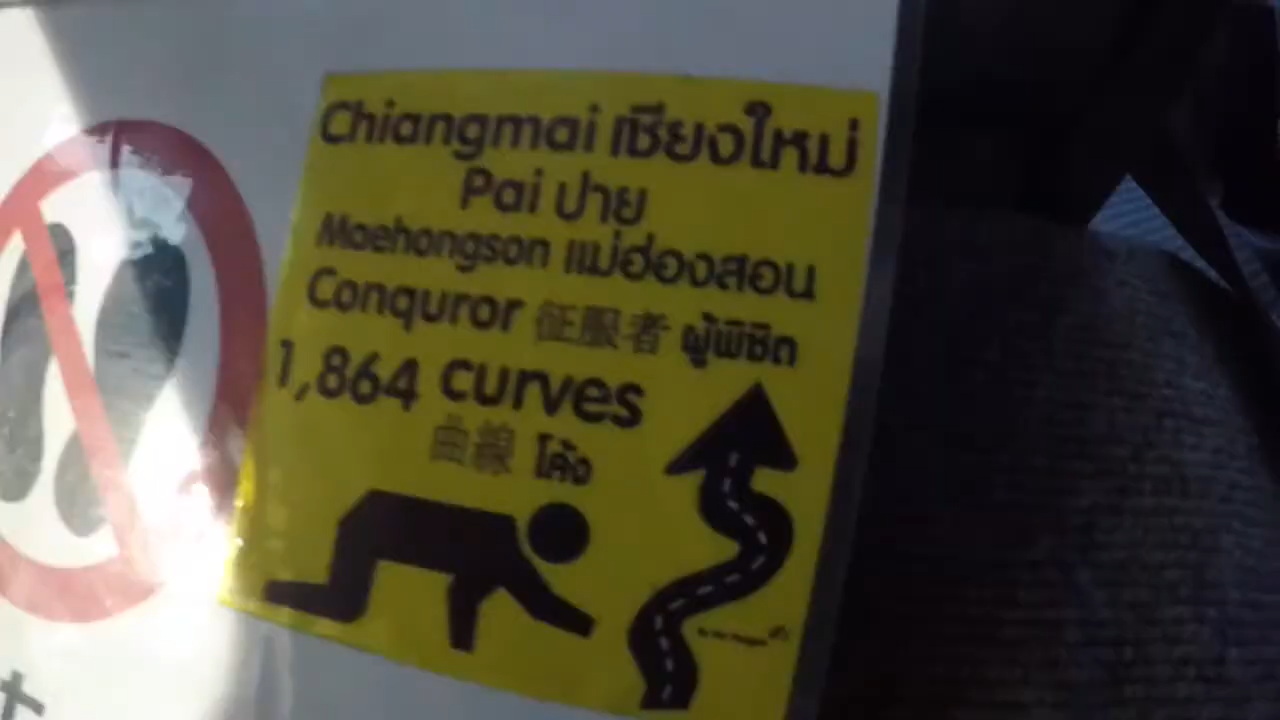 Chiangmai เชียงใหม่
Pai ปาย
Maehongson แม่ฮ่องสอน
Conquror 征服者 ผู้พิชิต
1,864 curves
曲線 โค้ง